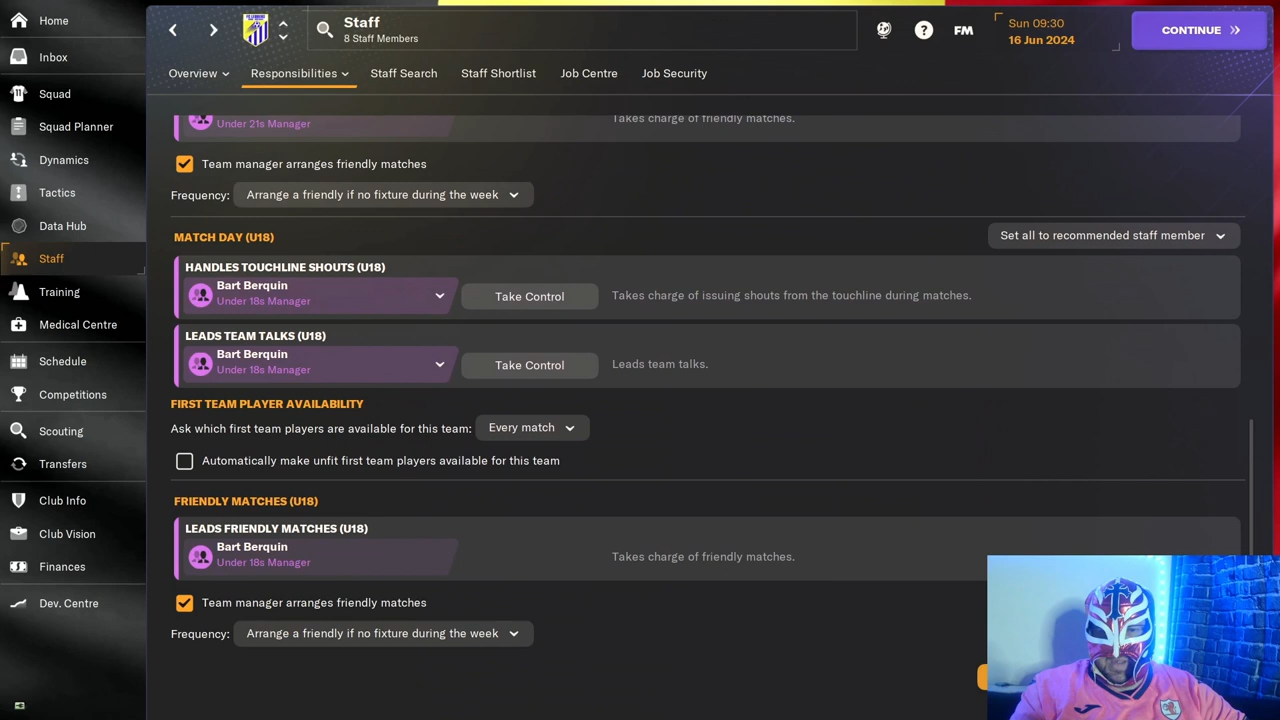 Home
Inbox
Squad
Squad Planner
Dynamics
Tactics
Data Hub
Staff
Training
Medical Centre
Schedule
Competitions
Scouting
Transfers
Club Info
Club Vision
Finances
Dev. Centre
Staff
8 Staff Members
FM
Sun 09:30
16 Jun 2024
CONTINUE
Overview
Responsibilities
Staff Search
Staff Shortlist
Job Centre
Job Security
Under 21s Manager
Takes charge of friendly matches.
Team manager arranges friendly matches
Frequency: Arrange a friendly if no fixture during the week
MATCH DAY (U18)
Set all to recommended staff member
HANDLES TOUCHLINE SHOUTS (U18)
Bart Berquin
Under 18s Manager
Take Control
Takes charge of issuing shouts from the touchline during matches.
LEADS TEAM TALKS (U18)
Bart Berquin
Under 18s Manager
Take Control
Leads team talks.
FIRST TEAM PLAYER AVAILABILITY
Ask which first team players are available for this team: Every match
Automatically make unfit first team players available for this team
FRIENDLY MATCHES (U18)
LEADS FRIENDLY MATCHES (U18)
Bart Berquin
Under 18s Manager
Takes charge of friendly matches.
Team manager arranges friendly matches
Frequency: Arrange a friendly if no fixture during the week